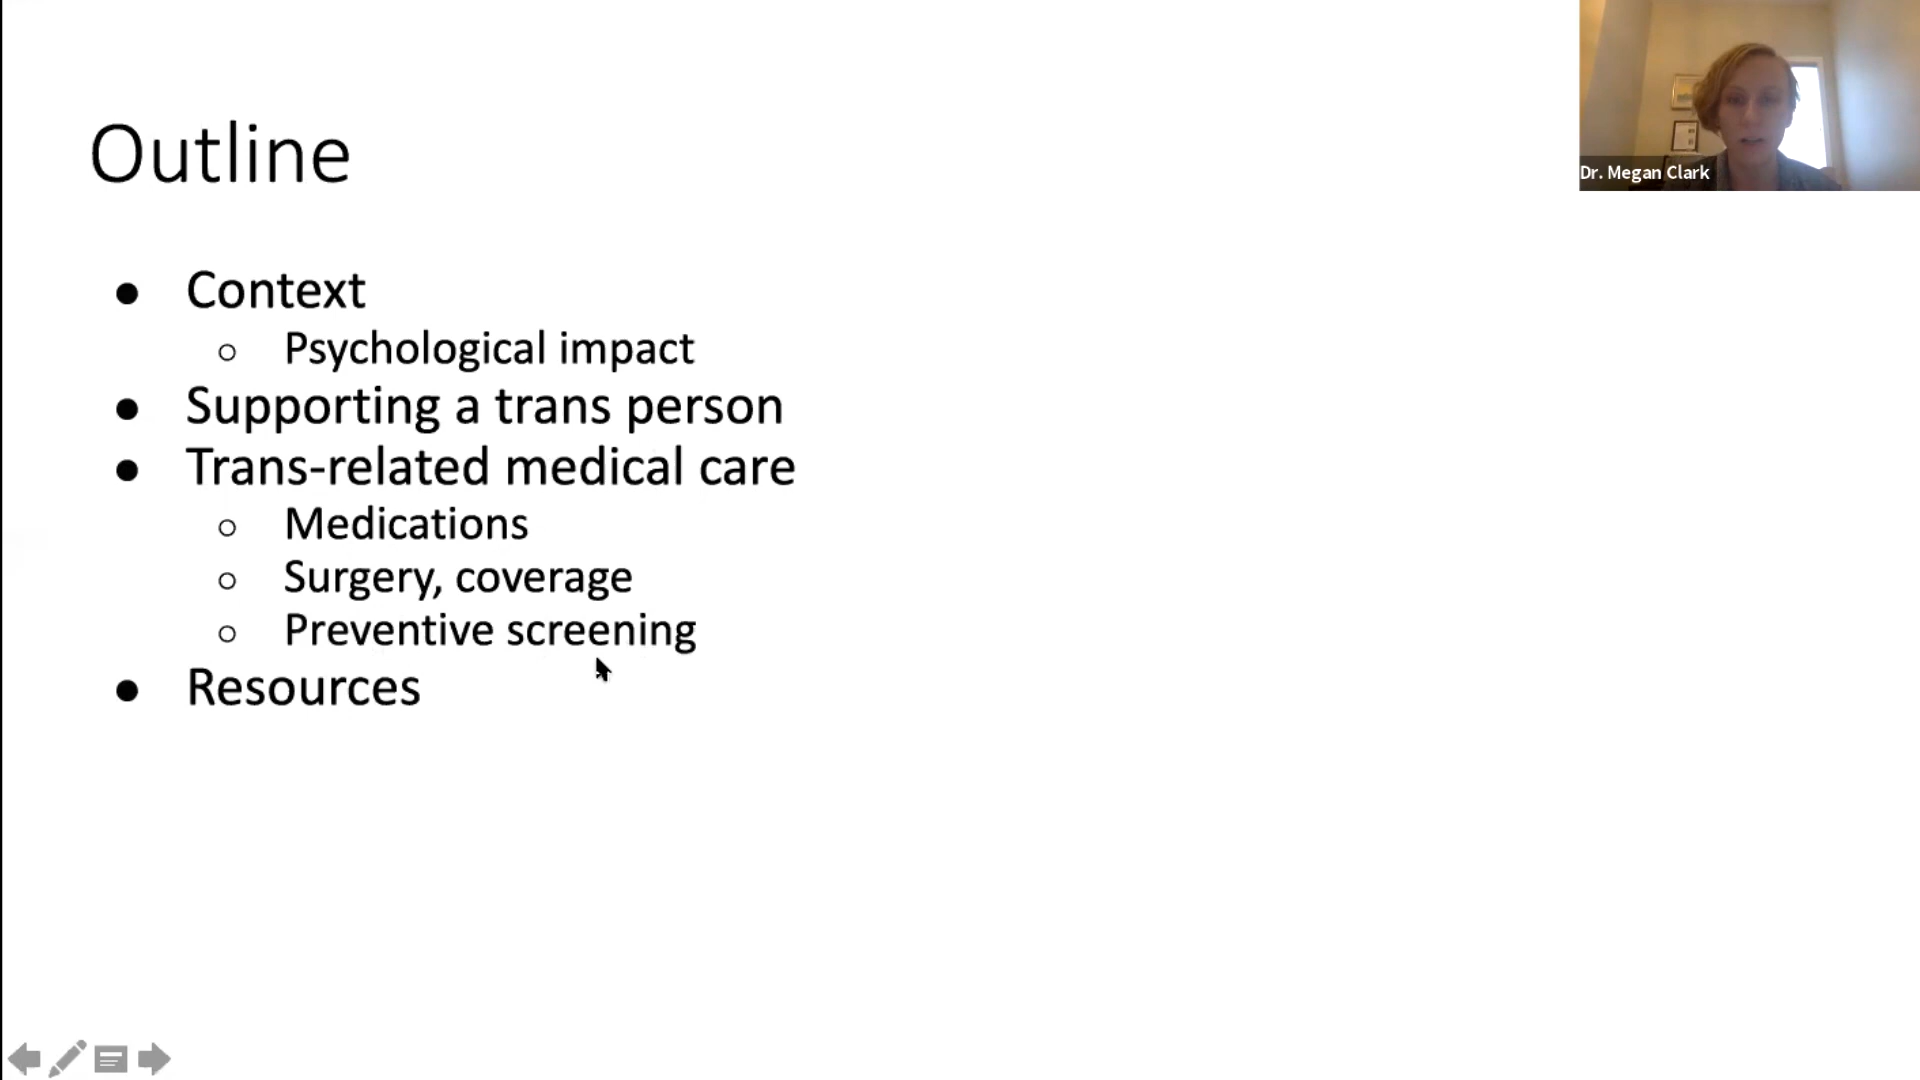 Outline
Dr. Megan Clark
● Context
○ Psychological impact
● Supporting a trans person
● Trans-related medical care
○ Medications
○ Surgery, coverage
○ Preventive screening
● Resources